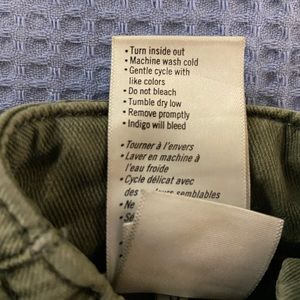 • Turn inside out
• Machine wash cold
• Gentle cycle with
like colors
• Do not bleach
• Tumble dry low
• Remove promptly
• Indigo will bleed
• Tourner à l'envers
• Laver en machine à
l'eau froide
• Cycle délicat avec
semblables
• Ne